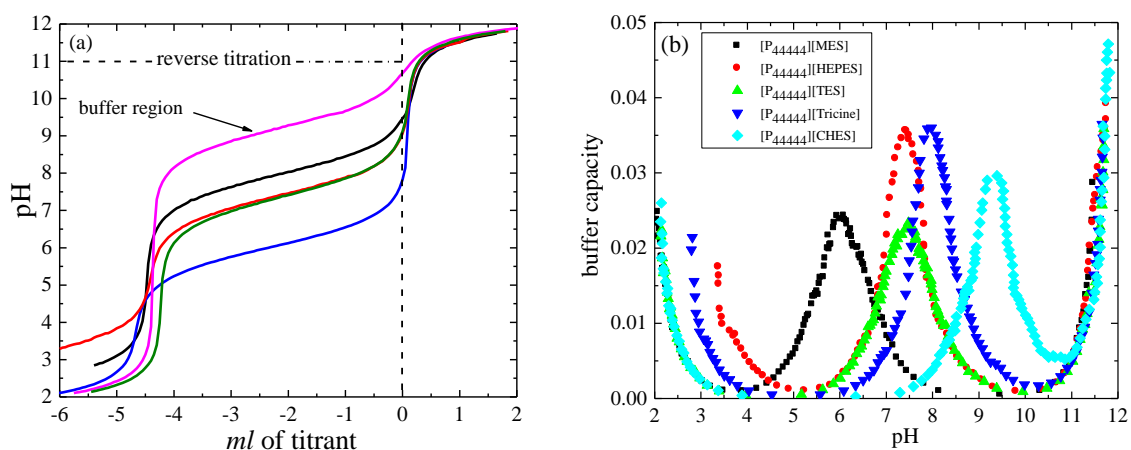 (a)
reverse titration
buffer region
pH
12
11
10
9
8
7
6
5
4
3
2
-6 -5 -4 -3 -2 -1 0 1 2
ml of titrant
(b)
[P44444][MES]
[P44444][HEPES]
[P44444][TES]
[P44444][Tricine]
[P44444][CHES]
buffer capacity
0.05
0.04
0.03
0.02
0.01
0.00
2 3 4 5 6 7 8 9 10 11 12
pH